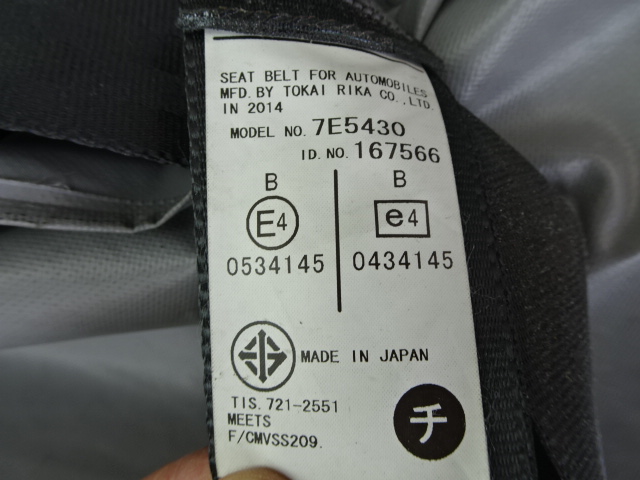 SEAT BELT FOR AUTOMOBILES
MFD. BY TOKAI RIKA CO., LTD.
IN 2014
MODEL NO. 7E5430
ID. NO. 167566
B
E4
0534145
B
e4
0434145
MADE IN JAPAN
TIS. 721-2551
MEETS
F/CMVSS209.
チ